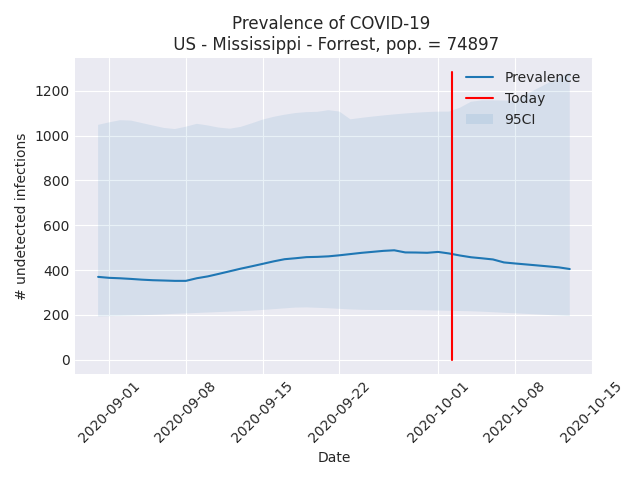 Prevalence of COVID-19
US - Mississippi - Forrest, pop. = 74897
Prevalence
Today
95CI
# undetected infections
1200
1000
800
600
400
200
0
2020-09-01
2020-09-08
2020-09-15
2020-09-22
2020-10-01
2020-10-08
2020-10-15
Date